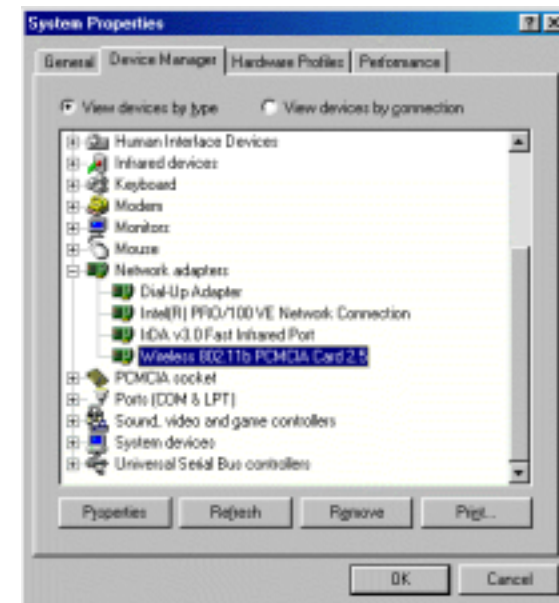 System Properties
General Device Manager Hardware Profiles Performance
View devices by type View devices by connection
Human Interface Devices
Infrared devices
Keyboard
Modem
Monitors
Mouse
Network adapters
Dial-Up Adapter
Intel(R) PRO/100 VE Network Connection
IrDA v3.0 Fast Infrared Port
Wireless 802.11b PCMCIA Card 2.5
PCMCIA socket
Ports (COM & LPT)
Sound, video and game controllers
System devices
Universal Serial Bus controllers
Properties Refresh Remove Print...
OK Cancel